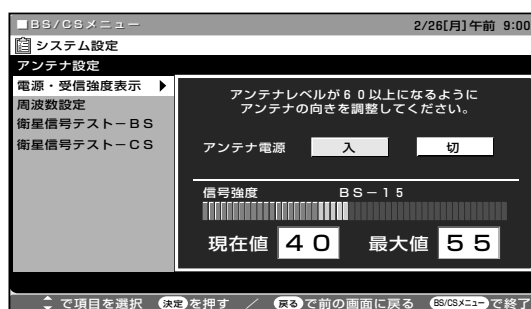 ■BS/CSメニュー 2/26[月]午前 9:00
システム設定
アンテナ設定
電源・受信強度表示
周波数設定
衛星信号テスト－BS
衛星信号テスト－CS
アンテナレベルが60以上になるように
アンテナの向きを調整してください。
アンテナ電源 入 切
信号強度 BS－15
現在値 40 最大値 55
で項目を選択 決定を押す ／ 戻るで前の画面に戻る BS/CSメニューで終了